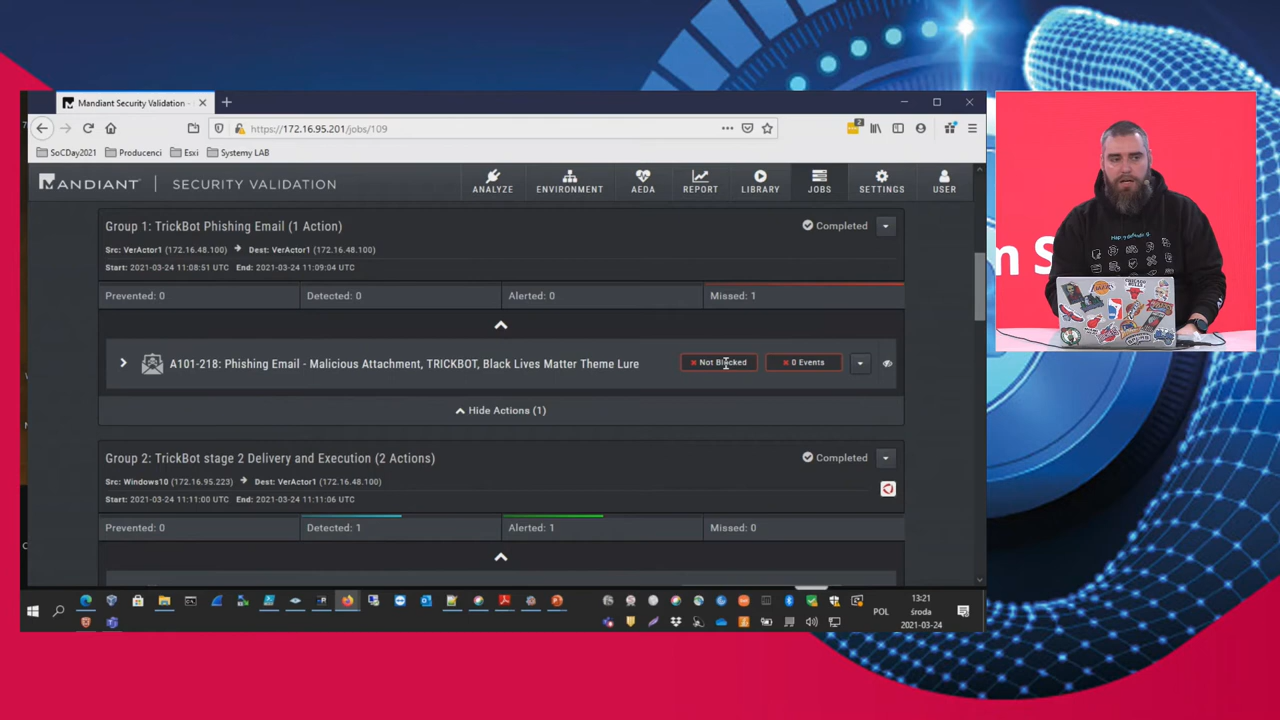 Mandiant Security Validation -
https://172.16.95.201/jobs/109
2
SoCDay2021 Producenci Esxi Systemy LAB
MANDIANT SECURITY VALIDATION
ANALYZE ENVIRONMENT AEDA REPORT LIBRARY JOBS SETTINGS USER
Group 1: TrickBot Phishing Email (1 Action)
Completed
Src: VerActor1 (172.16.48.100) Dest: VerActor1 (172.16.48.100)
Start: 2021-03-24 11:08:51 UTC End: 2021-03-24 11:09:04 UTC
Prevented: 0 Detected: 0 Alerted: 0 Missed: 1
A101-218: Phishing Email - Malicious Attachment, TRICKBOT, Black Lives Matter Theme Lure
Not Blocked
0 Events
Hide Actions (1)
Group 2: TrickBot stage 2 Delivery and Execution (2 Actions)
Completed
Src: Windows10 (172.16.95.223) Dest: VerActor1 (172.16.48.100)
Start: 2021-03-24 11:11:00 UTC End: 2021-03-24 11:11:06 UTC
Prevented: 0 Detected: 1 Alerted: 1 Missed: 0
POL
13:21
środa
2021-03-24
n S